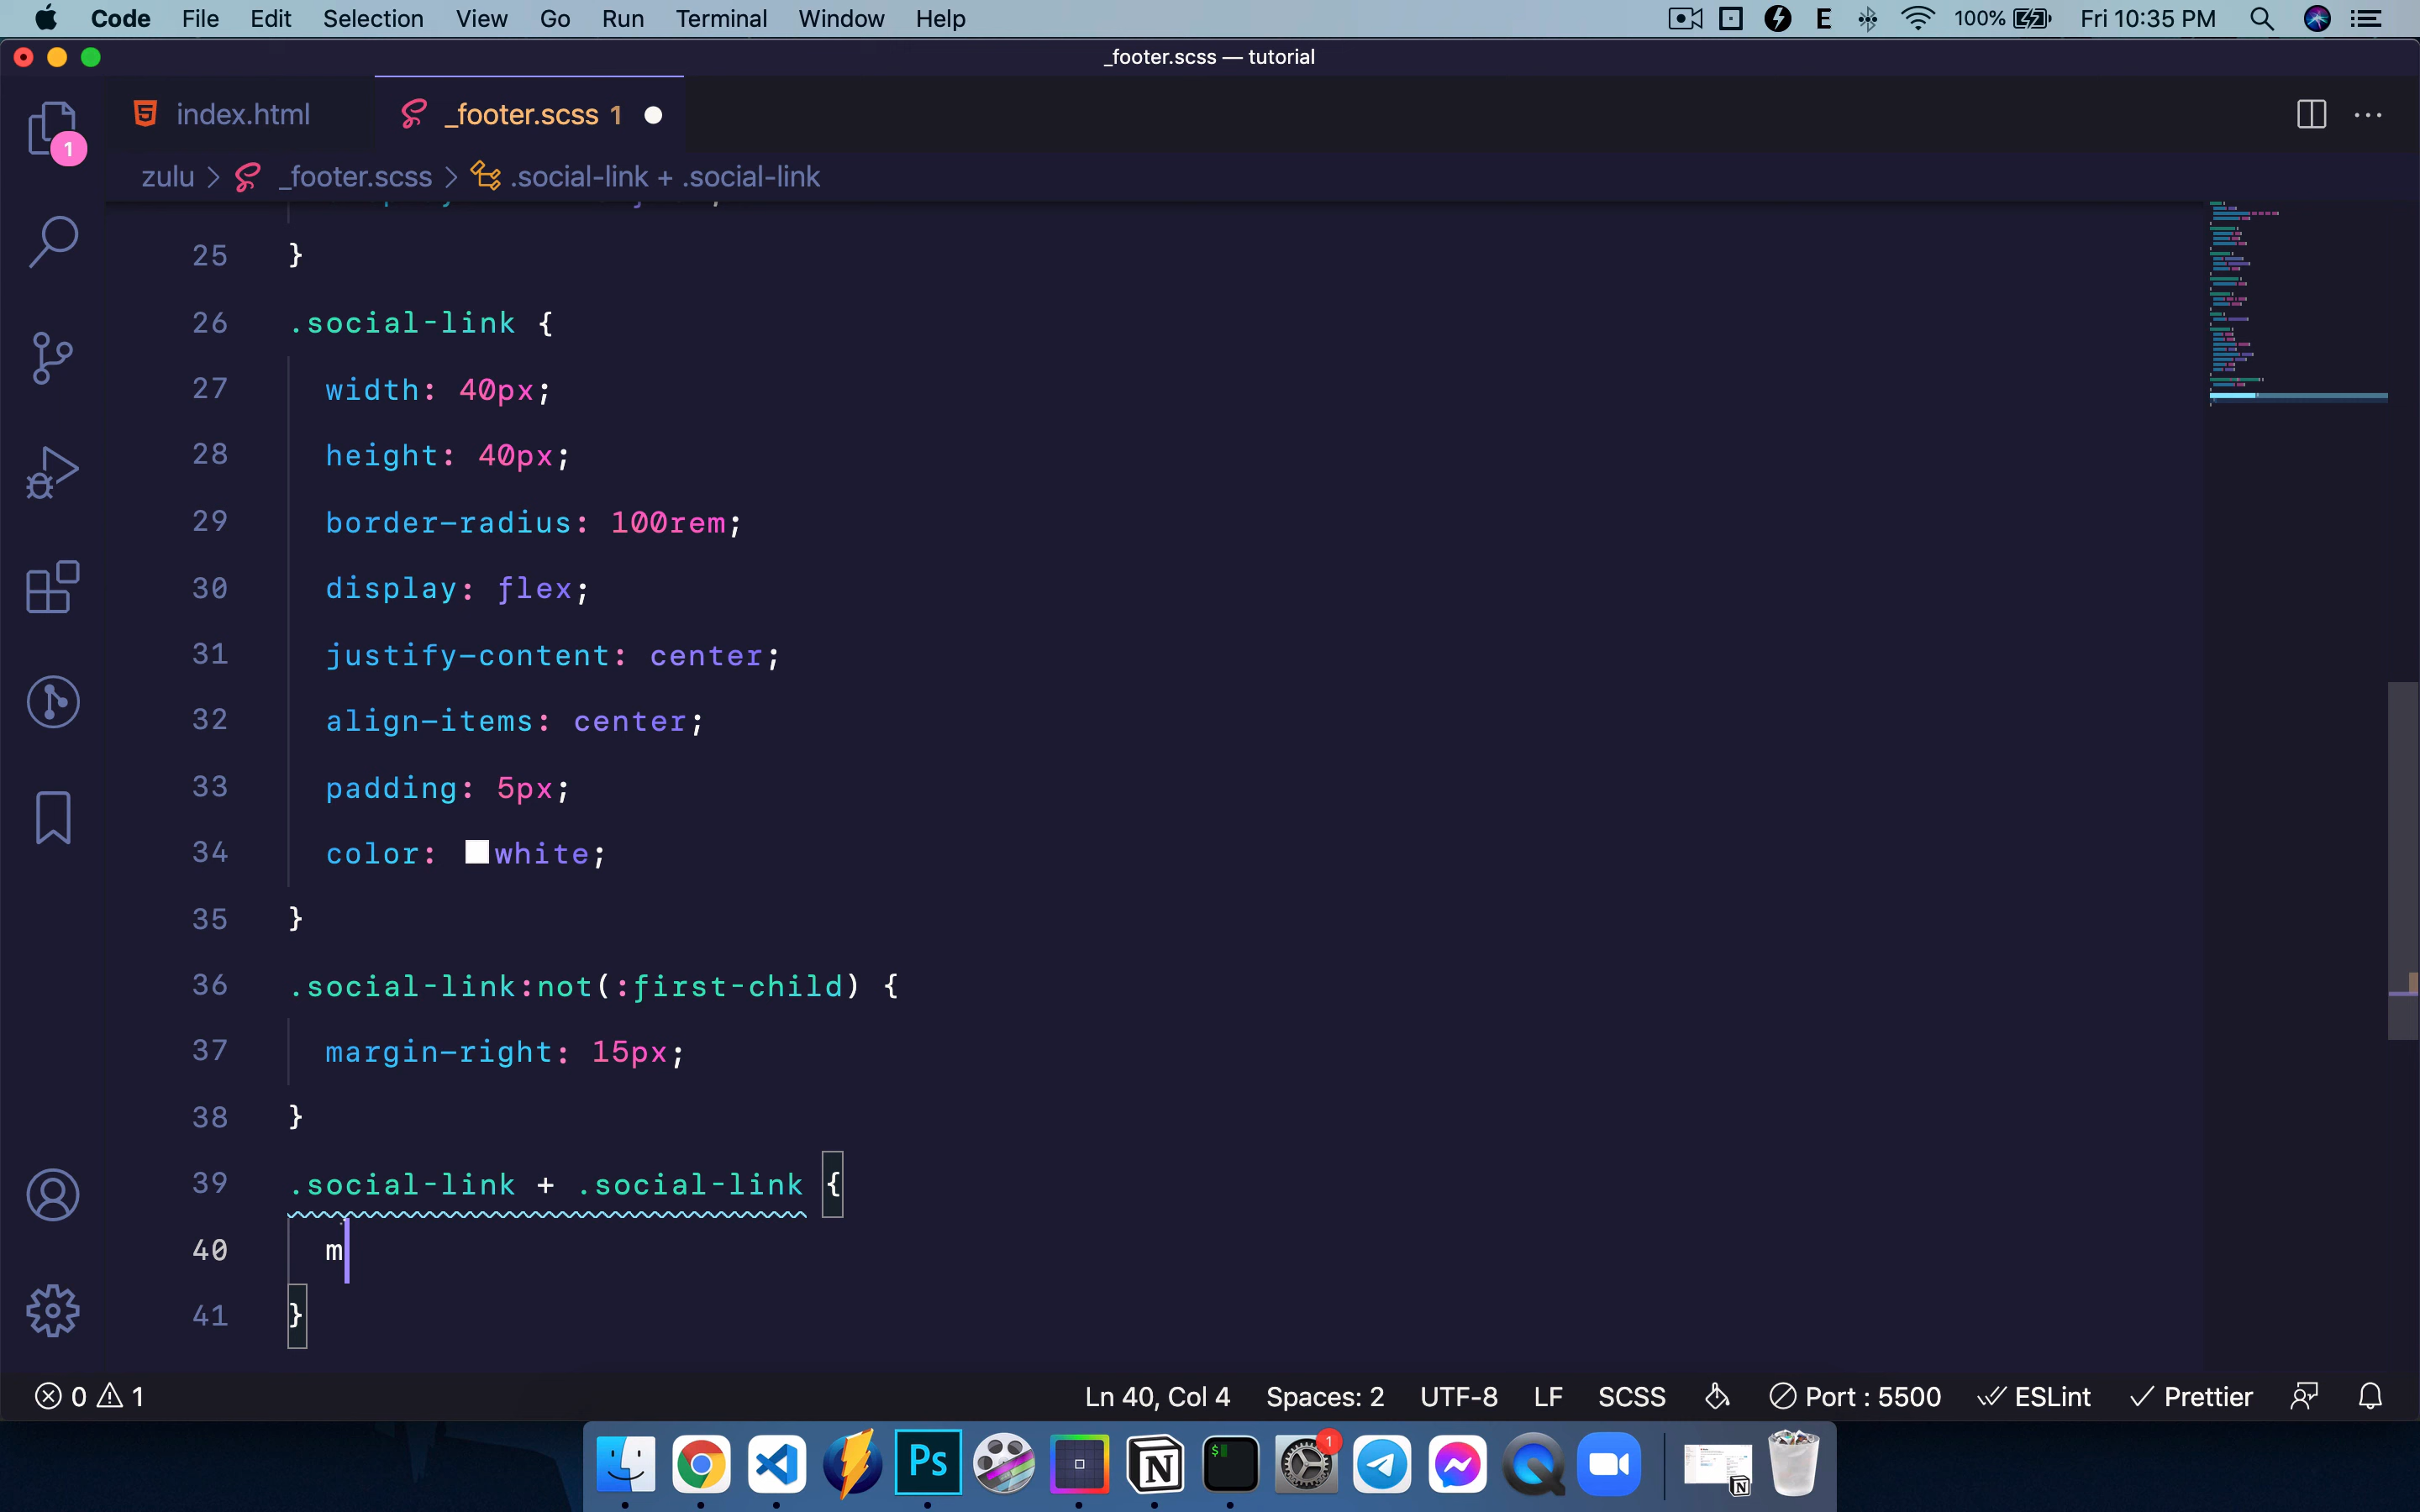 Code File Edit Selection View Go Run Terminal Window Help E 100% Fri 10:35 PM
_footer.scss — tutorial
index.html _footer.scss 1
1
zulu > _footer.scss > .social-link + .social-link
25 }
26 .social-link {
27 width: 40px;
28 height: 40px;
29 border-radius: 100rem;
30 display: flex;
31 justify-content: center;
32 align-items: center;
33 padding: 5px;
34 color: white;
35 }
36 .social-link:not(:first-child) {
37 margin-right: 15px;
38 }
39 .social-link + .social-link {
40 m
41 }
0 1 Ln 40, Col 4 Spaces: 2 UTF-8 LF SCSS Port : 5500 ESLint Prettier
Ps N $ 1